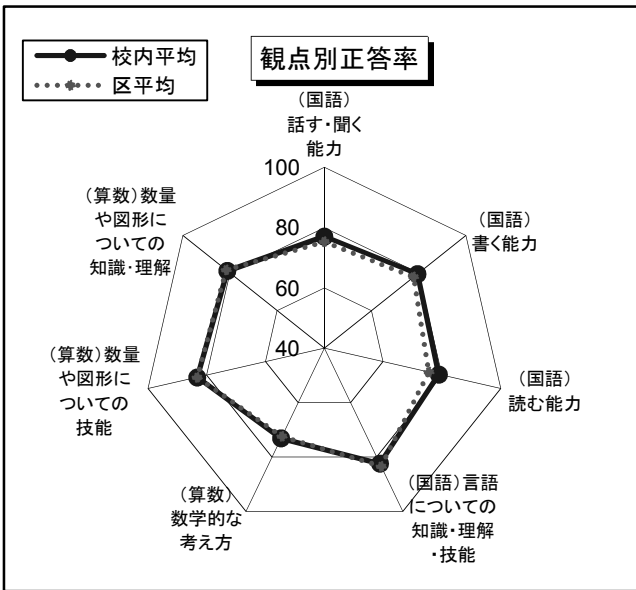 校内平均
区平均
観点別正答率
(国語)
話す・聞く
能力
(国語)
書く能力
(国語)
読む能力
(国語)言語
についての
知識・理解
・技能
(算数)
数学的な
考え方
(算数)数量
や図形に
ついての
技能
(算数)数量
や図形に
ついての
知識・理解
100
80
60
40